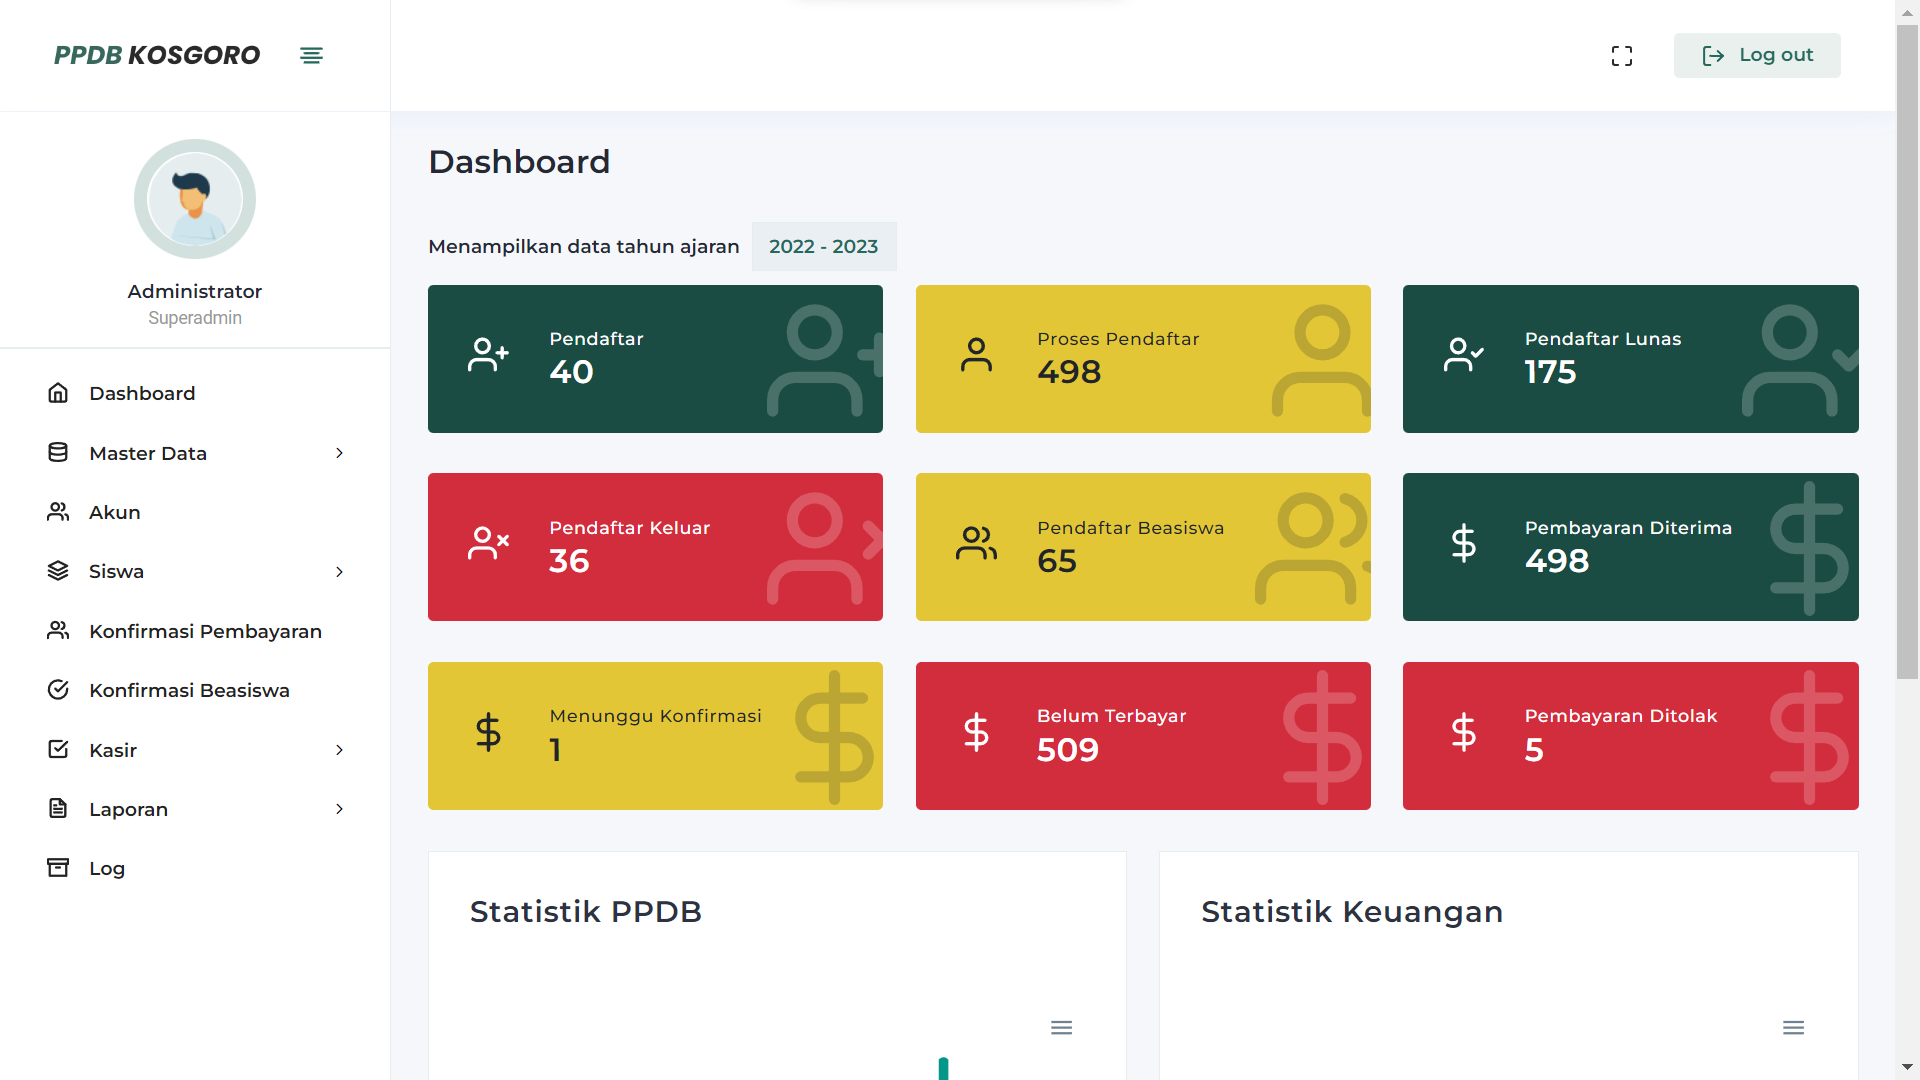 PPDB KOSGORO
Log out
Administrator
Superadmin
Dashboard
Master Data
Akun
Siswa
Konfirmasi Pembayaran
Konfirmasi Beasiswa
Kasir
Laporan
Log
Dashboard
Menampilkan data tahun ajaran 2022 - 2023
Pendaftar
40
Proses Pendaftar
498
Pendaftar Lunas
175
Pendaftar Keluar
36
Pendaftar Beasiswa
65
Pembayaran Diterima
498
Menunggu Konfirmasi
1
Belum Terbayar
509
Pembayaran Ditolak
5
Statistik PPDB
Statistik Keuangan